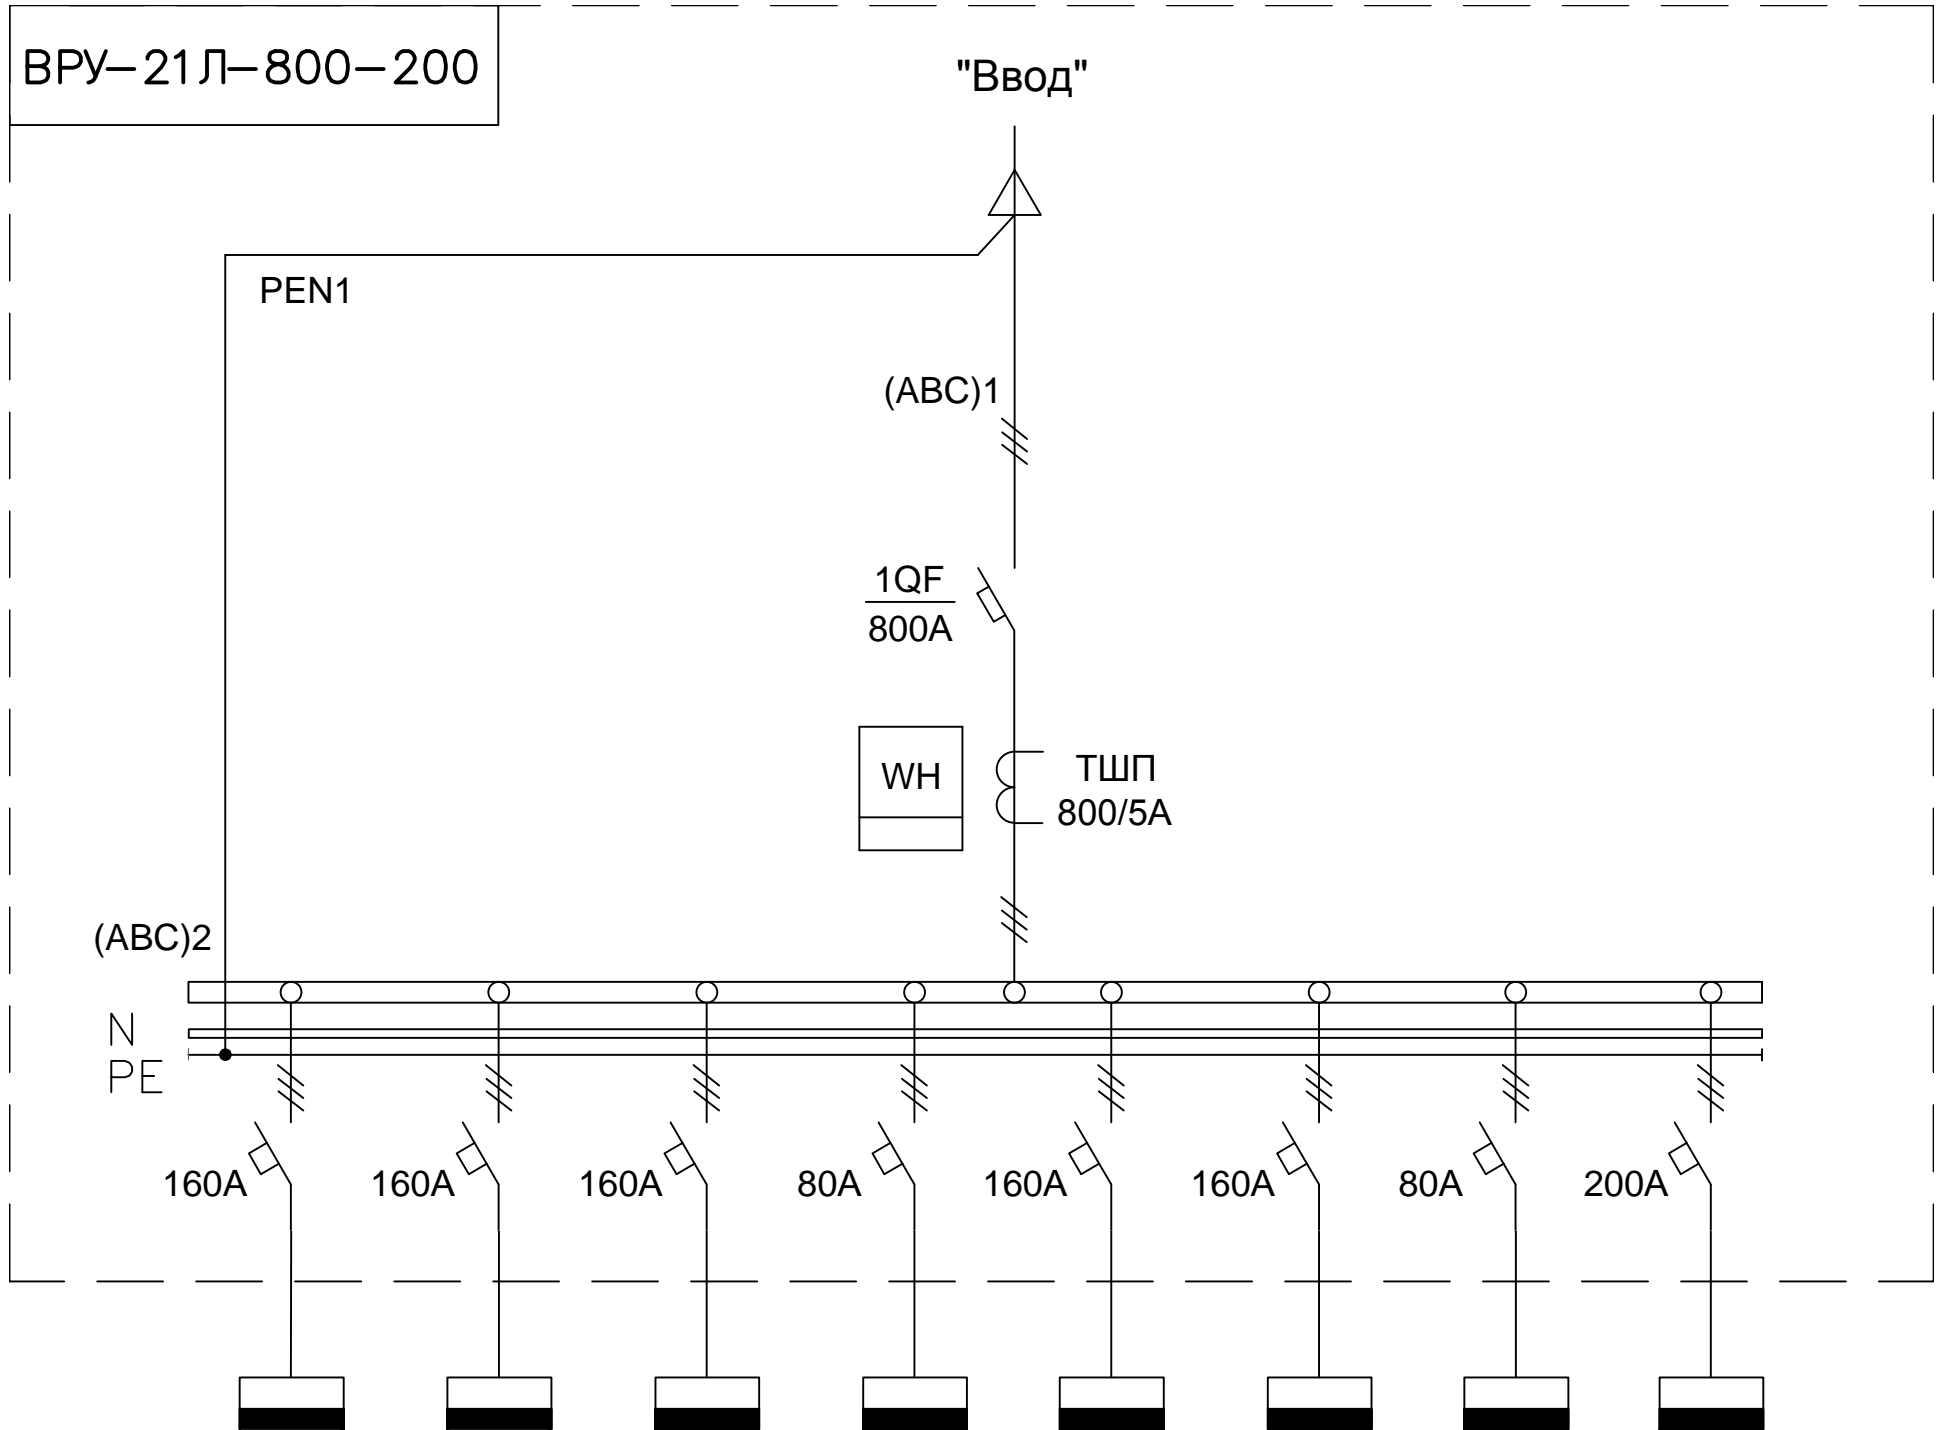 ВРУ-21Л-800-200
"Ввод"
PEN1
(ABC)1
1QF
800A
WH
ТШП
800/5A
(ABC)2
N
PE
160A 160A 160A 80A 160A 160A 80A 200A